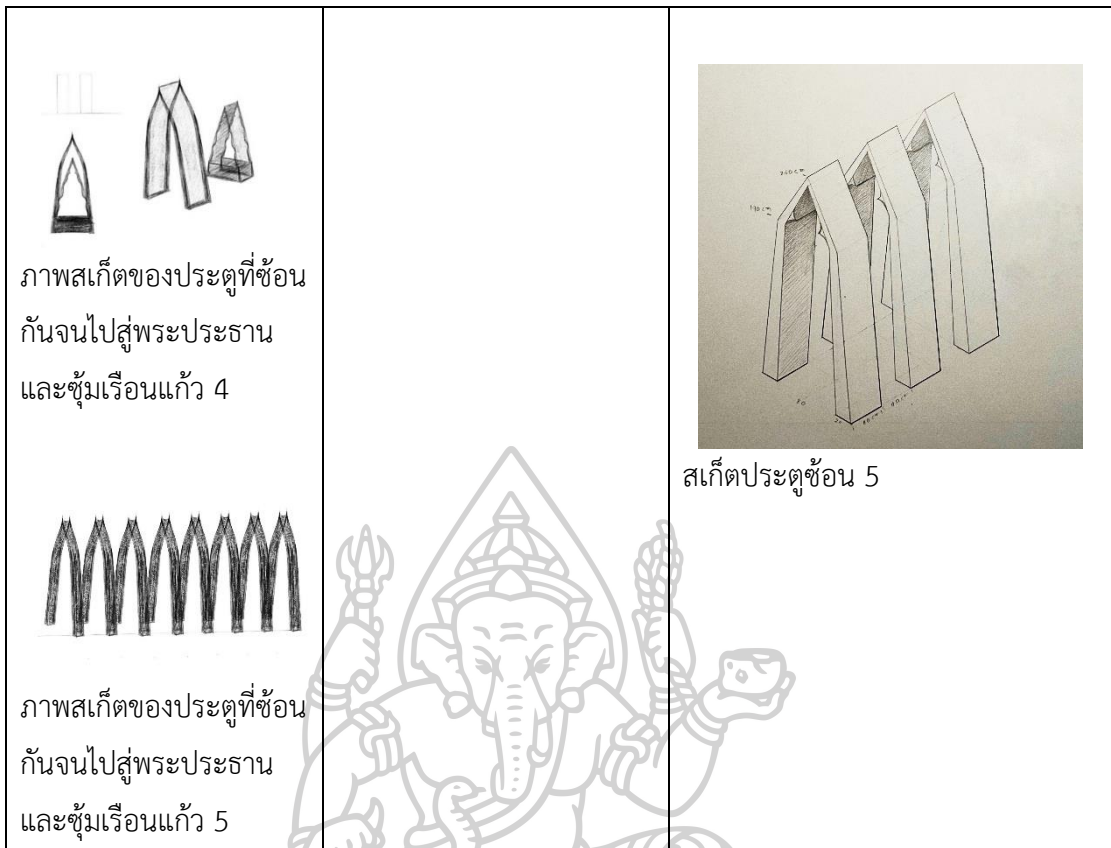 ภาพสเก็ตของประตูที่ซ้อน
กันจนไปสู่พระประธาน
และซุ้มเรือนแก้ว 4
200 cm
190 cm
สเก็ตประตูซ้อน 5
ภาพสเก็ตของประตูที่ซ้อน
กันจนไปสู่พระประธาน
และซุ้มเรือนแก้ว 5